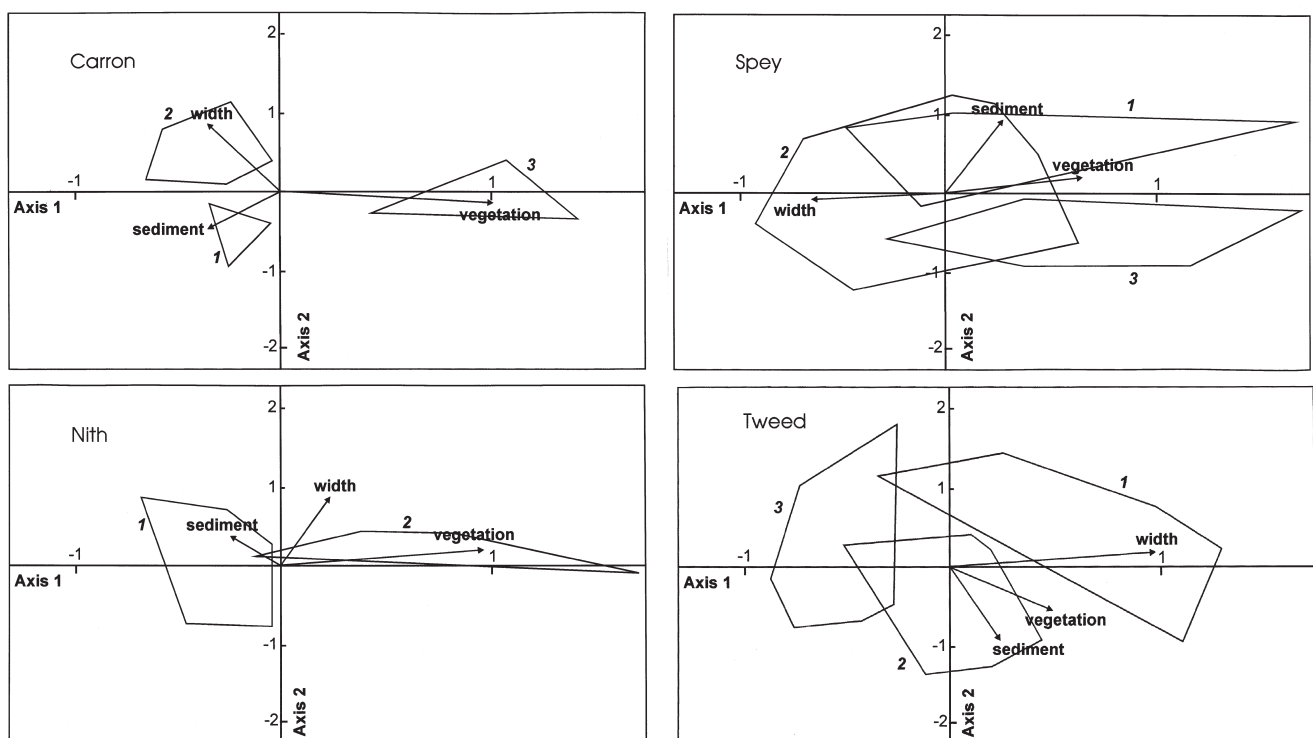 Carron
2
1
-1
-2
-1
1
Axis 1
Axis 2
2
width
sediment
1
3
vegetation
Spey
2
1
-1
-2
-1
1
Axis 1
Axis 2
sediment
1
2
vegetation
width
3
Nith
2
1
-1
-2
-1
1
Axis 1
Axis 2
width
1
sediment
2
vegetation
Tweed
2
1
-1
-2
-1
1
Axis 1
Axis 2
3
1
width
vegetation
sediment
2